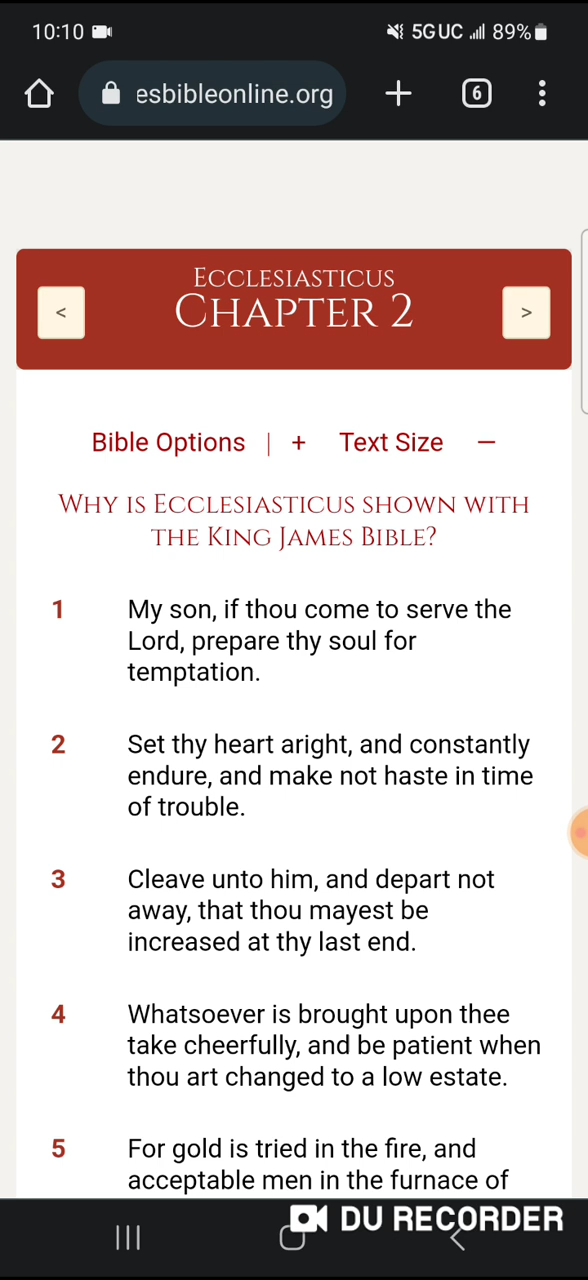 10:10 5GUC 89%
esbibleonline.org 6
Ecclesiasticus
Chapter 2
< >
Bible Options | + Text Size −
Why is Ecclesiasticus shown with
the King James Bible?
1 My son, if thou come to serve the
Lord, prepare thy soul for
temptation.
2 Set thy heart aright, and constantly
endure, and make not haste in time
of trouble.
3 Cleave unto him, and depart not
away, that thou mayest be
increased at thy last end.
4 Whatsoever is brought upon thee
take cheerfully, and be patient when
thou art changed to a low estate.
5 For gold is tried in the fire, and
acceptable men in the furnace of
DU RECORDER